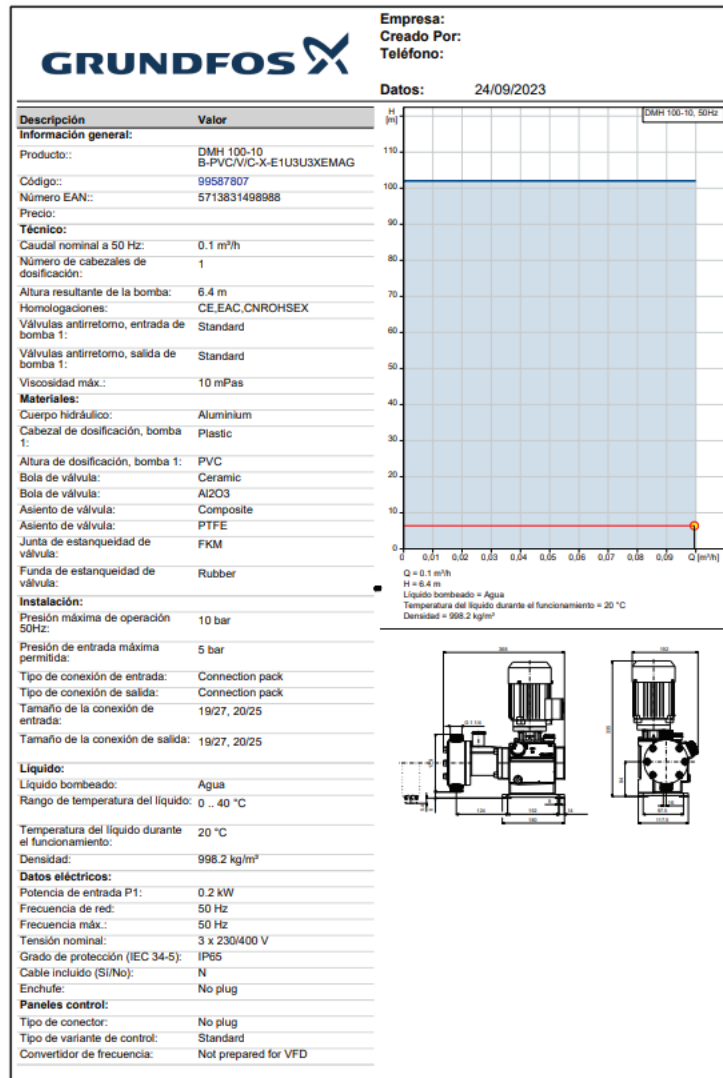 GRUNDFOS
Empresa:
Creado Por:
Teléfono:
Datos: 24/09/2023
Descripción Valor
Información general:
Producto:: DMH 100-10
B-PVC/V/C-X-E1U3U3XEMAG
Código:: 99587807
Número EAN:: 5713831498988
Precio:
Técnico:
Caudal nominal a 50 Hz: 0.1 m³/h
Número de cabezales de
dosificación: 1
Altura resultante de la bomba: 6.4 m
Homologaciones: CE,EAC,CNROHSEX
Válvulas antirretorno, entrada de
bomba 1: Standard
Válvulas antirretorno, salida de
bomba 1: Standard
Viscosidad máx.: 10 mPas
Materiales:
Cuerpo hidráulico: Aluminium
Cabezal de dosificación, bomba
1: Plastic
Altura de dosificación, bomba 1: PVC
Bola de válvula: Ceramic
Bola de válvula: Al2O3
Asiento de válvula: Composite
Asiento de válvula: PTFE
Junta de estanqueidad de
válvula: FKM
Funda de estanqueidad de
válvula: Rubber
Instalación:
Presión máxima de operación
50Hz: 10 bar
Presión de entrada máxima
permitida: 5 bar
Tipo de conexión de entrada: Connection pack
Tipo de conexión de salida: Connection pack
Tamaño de la conexión de
entrada: 19/27, 20/25
Tamaño de la conexión de salida: 19/27, 20/25
Líquido:
Líquido bombeado: Agua
Rango de temperatura del líquido: 0 .. 40 °C
Temperatura del líquido durante
el funcionamiento: 20 °C
Densidad: 998.2 kg/m³
Datos eléctricos:
Potencia de entrada P1: 0.2 kW
Frecuencia de red: 50 Hz
Frecuencia máx.: 50 Hz
Tensión nominal: 3 x 230/400 V
Grado de protección (IEC 34-5): IP65
Cable incluido (Sí/No): N
Enchufe: No plug
Paneles control:
Tipo de conector: No plug
Tipo de variante de control: Standard
Convertidor de frecuencia: Not prepared for VFD
H
[m]
DMH 100-10, 50Hz
110
100
90
80
70
60
50
40
30
20
10
0
0 0,01 0,02 0,03 0,04 0,05 0,06 0,07 0,08 0,09 Q [m³/h]
Q = 0.1 m³/h
H = 6.4 m
Líquido bombeado = Agua
Temperatura del líquido durante el funcionamiento = 20 °C
Densidad = 998.2 kg/m³
G 1 1/4